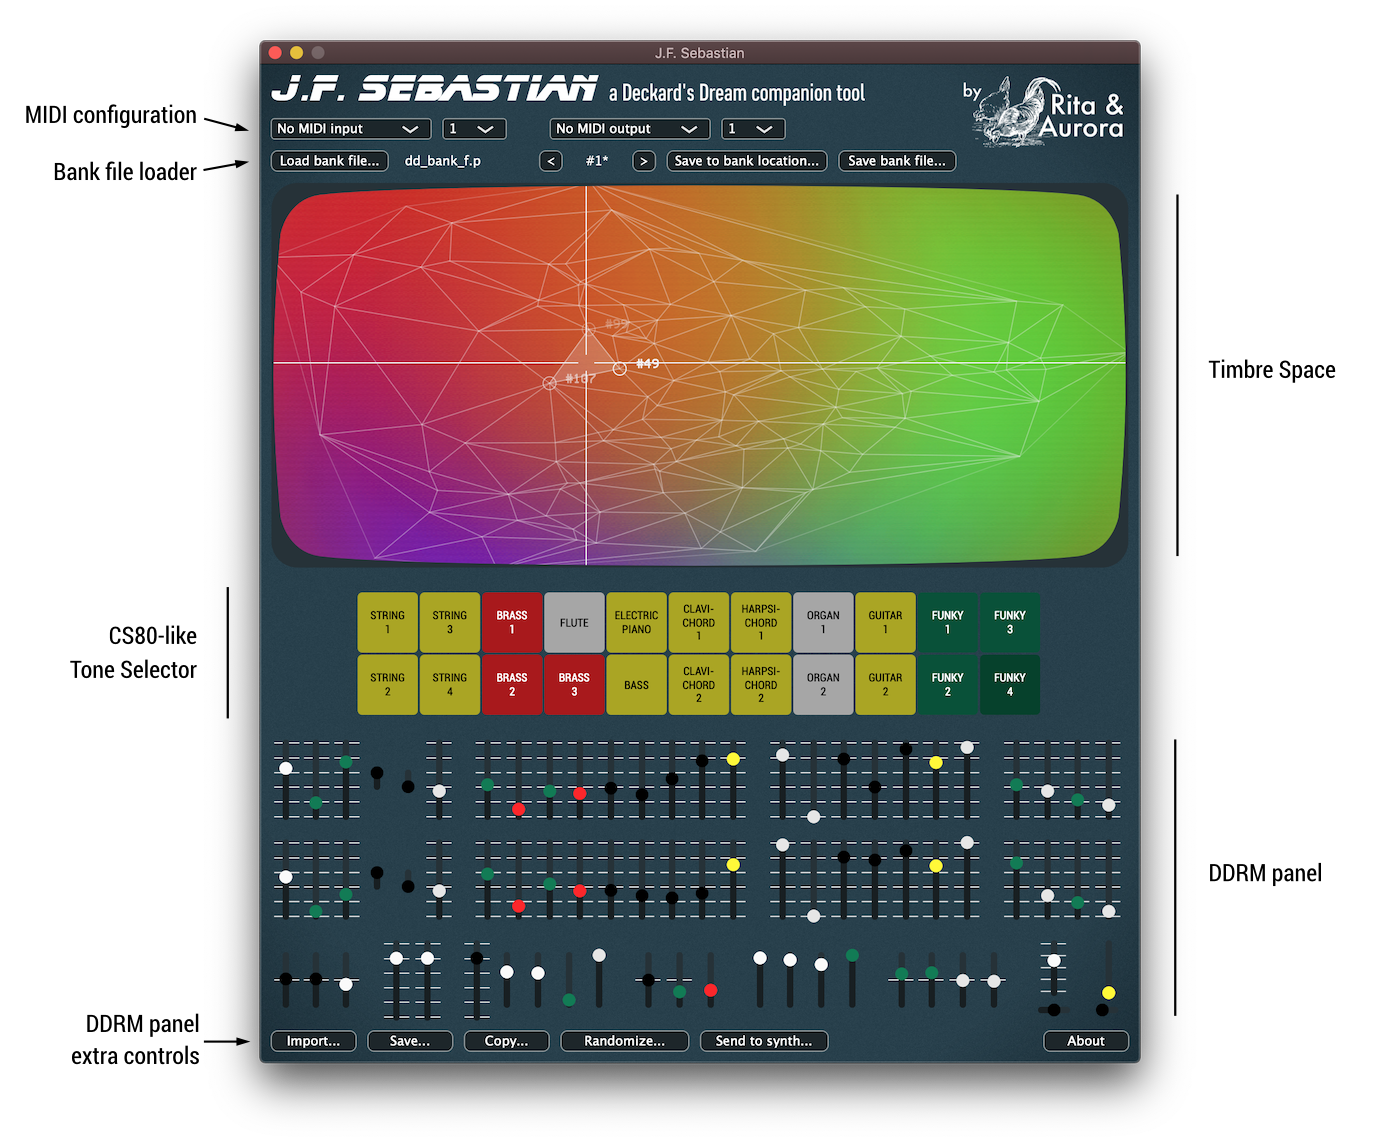 J.F. Sebastian
J.F. SEBASTIAN a Deckard's Dream companion tool
by Rita &
Aurora
MIDI configuration
No MIDI input 1 No MIDI output 1
Bank file loader
Load bank file... dd_bank_f.p < #1* > Save to bank location... Save bank file...
#99
#49
#107
Timbre Space
CS80-like
Tone Selector
STRING
1
STRING
3
BRASS
1
FLUTE
ELECTRIC
PIANO
CLAVI-
CHORD
1
HARPSI-
CHORD
1
ORGAN
1
GUITAR
1
FUNKY
1
FUNKY
3
STRING
2
STRING
4
BRASS
2
BRASS
3
BASS
CLAVI-
CHORD
2
HARPSI-
CHORD
2
ORGAN
2
GUITAR
2
FUNKY
2
FUNKY
4
DDRM panel
DDRM panel
extra controls
Import... Save... Copy... Randomize... Send to synth... About